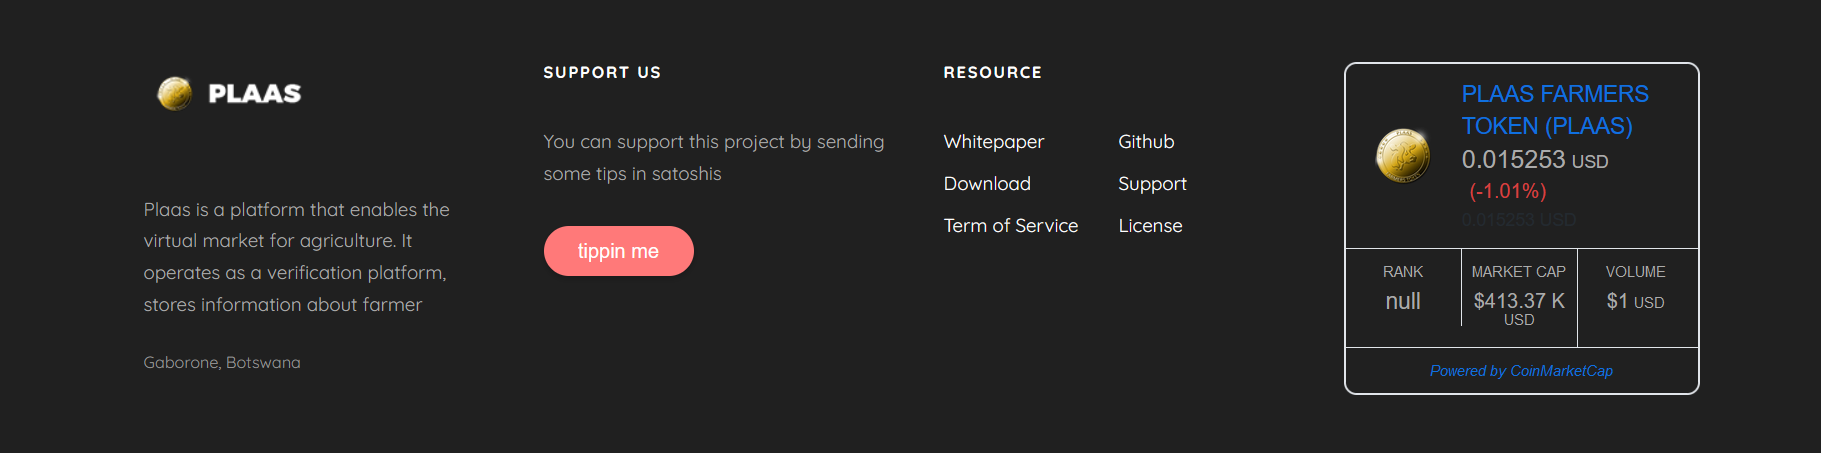 PLAAS
Plaas is a platform that enables the
virtual market for agriculture. It
operates as a verification platform,
stores information about farmer
Gaborone, Botswana
SUPPORT US
You can support this project by sending
some tips in satoshis
tippin me
RESOURCE
Whitepaper
Download
Term of Service
Github
Support
License
PLAAS FARMERS
TOKEN (PLAAS)
0.015253 USD
(-1.01%)
0.015253 USD
RANK
null
MARKET CAP
$413.37 K
USD
VOLUME
$1 USD
Powered by CoinMarketCap